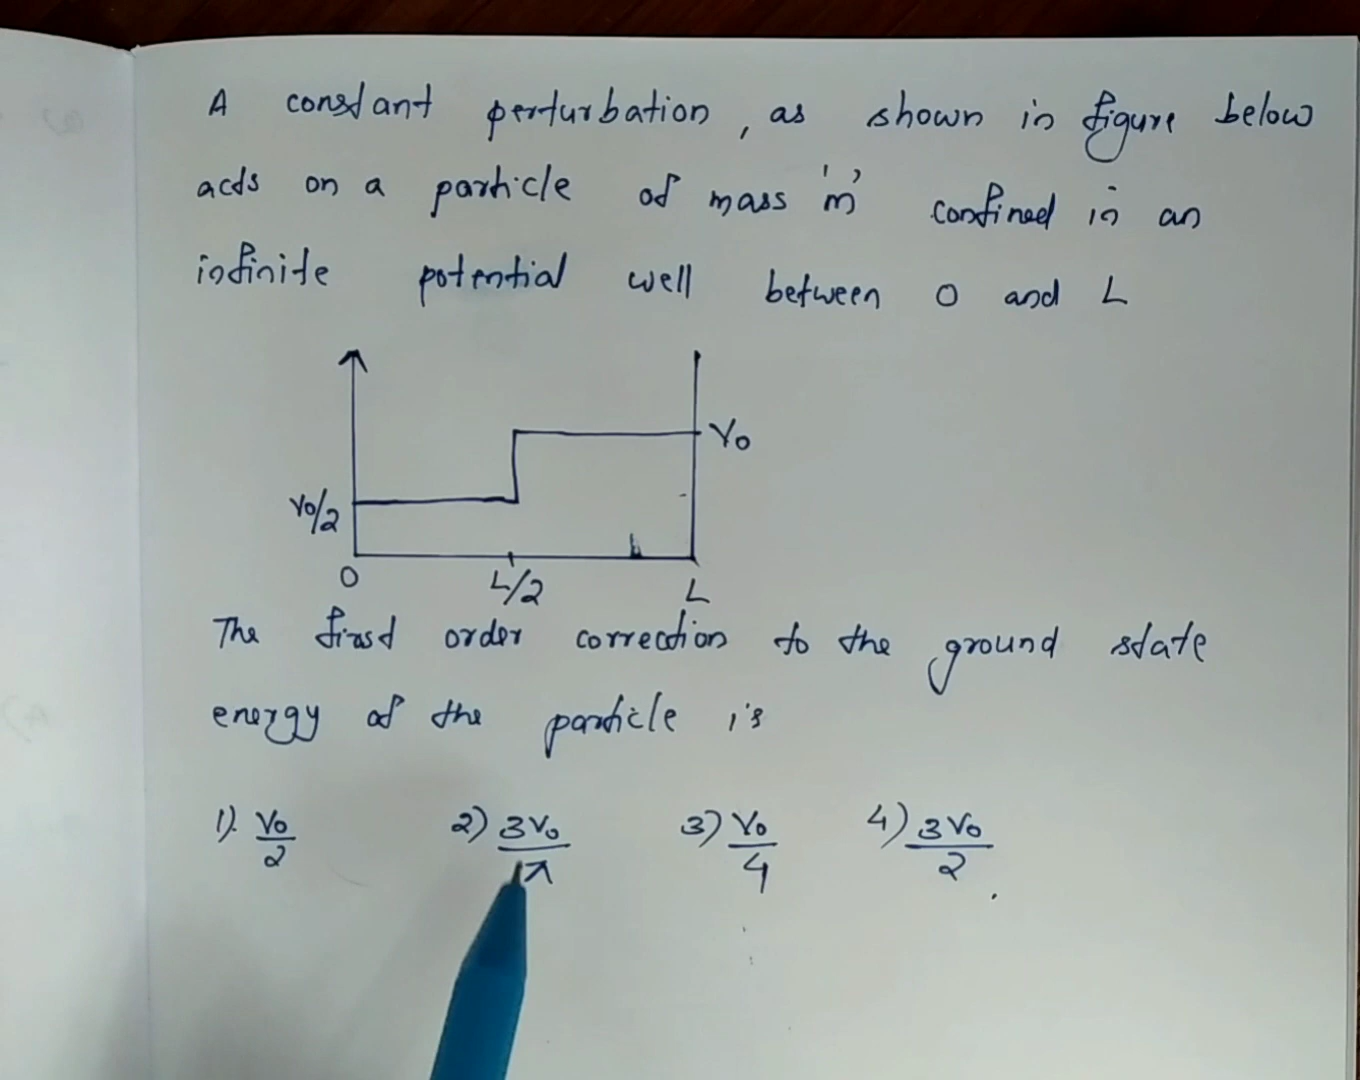 A constant perturbation, as shown in figure below
acts on a particle of mass 'm' confined in an
infinite potential well between 0 and L
V0
V0/2
0 L/2 L
The first order correction to the ground state
energy of the particle is
1). V0/2 2) 3V0/ 3) V0/4 4) 3V0/2.